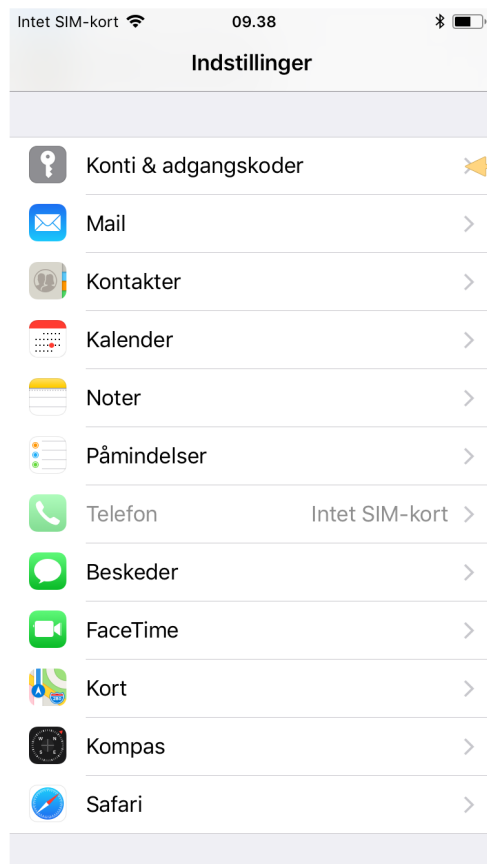 Intet SIM-kort 09.38
Indstillinger
Konti & adgangskoder
Mail
Kontakter
Kalender
Noter
Påmindelser
Telefon Intet SIM-kort
Beskeder
FaceTime
Kort
Kompas
Safari